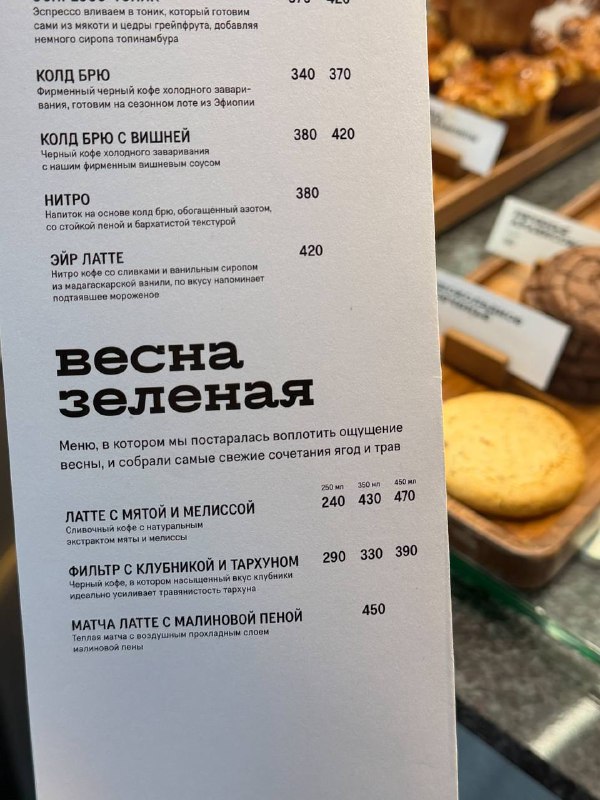 Эспрессо вливаем в тоник, который готовим
сами из мякоти и цедры грейпфрута, добавляя
немного сиропа топинамбура
КОЛД БРЮ 340 370
Фирменный черный кофе холодного завари-
вания, готовим на сезонном лоте из Эфиопии
КОЛД БРЮ С ВИШНЕЙ 380 420
Черный кофе холодного заваривания
с нашим фирменным вишневым соусом
НИТРО 380
Напиток на основе колд брю, обогащенный азотом,
со стойкой пеной и бархатистой текстурой
ЭЙР ЛАТТЕ 420
Нитро кофе со сливками и ванильным сиропом
из мадагаскарской ванили, по вкусу напоминает
подтаявшее мороженое
весна
зеленая
Меню, в котором мы постаралась воплотить ощущение
весны, и собрали самые свежие сочетания ягод и трав
250 мл 350 мл 450 мл
ЛАТТЕ С МЯТОЙ И МЕЛИССОЙ 240 430 470
Сливочный кофе с натуральным
экстрактом мяты и мелиссы
ФИЛЬТР С КЛУБНИКОЙ И ТАРХУНОМ 290 330 390
Черный кофе, в котором насыщенный вкус клубники
идеально усиливает травянистость тархуна
МАТЧА ЛАТТЕ С МАЛИНОВОЙ ПЕНОЙ 450
Теплая матча с воздушным прохладным слоем
малиновой пены